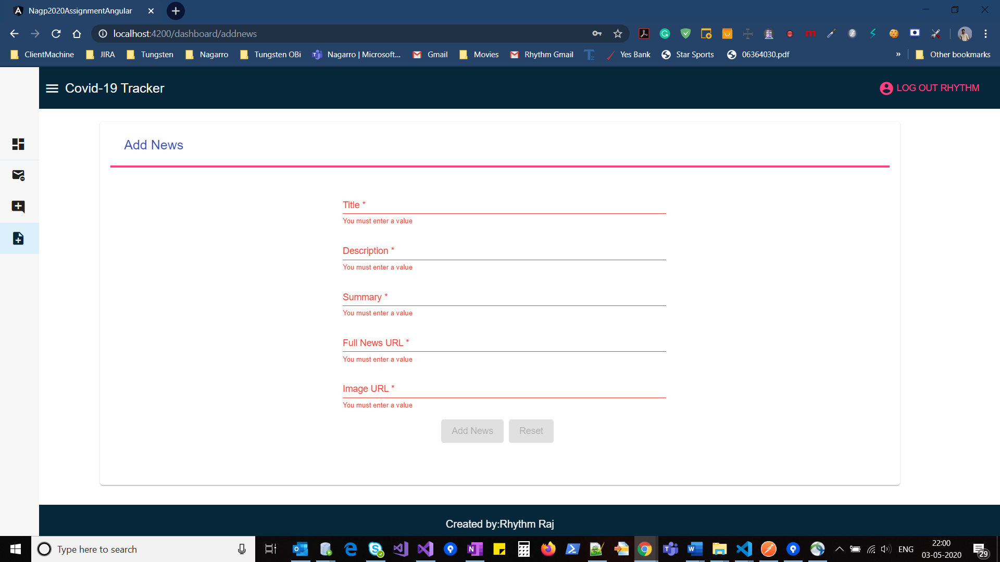 Nagp2020AssignmentAngular
localhost:4200/dashboard/addnews
ClientMachine JIRA Tungsten Nagarro Tungsten OBi Nagarro | Microsoft... Gmail Movies Rhythm Gmail Yes Bank Star Sports 06364030.pdf » Other bookmarks
Covid-19 Tracker LOG OUT RHYTHM
Add News
Title *
You must enter a value
Description *
You must enter a value
Summary *
You must enter a value
Full News URL *
You must enter a value
Image URL *
You must enter a value
Add News Reset
Created by:Rhythm Raj
Type here to search
ENG
22:00
03-05-2020
29